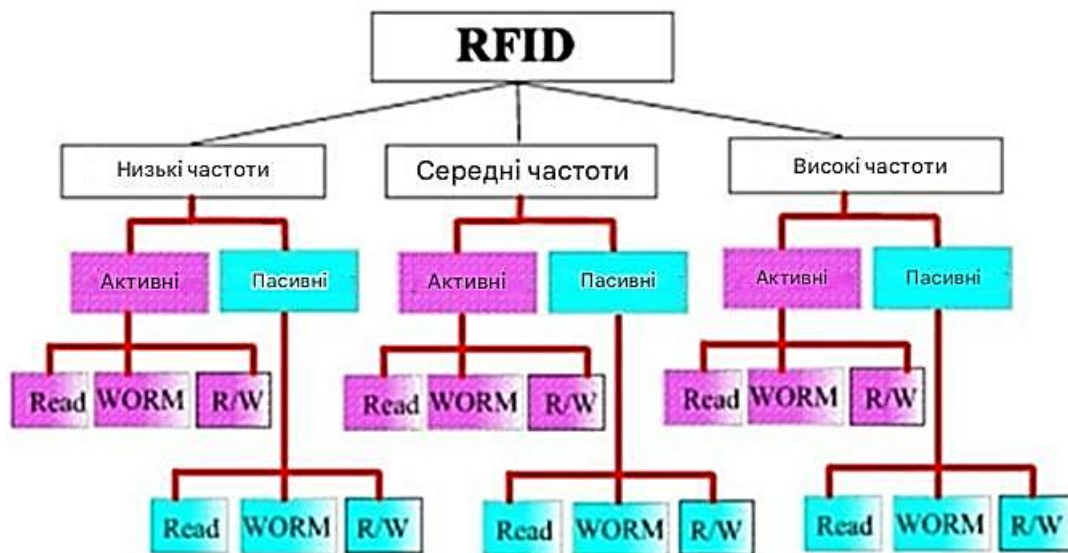 RFID
Низькі частоти
Середні частоти
Високі частоти
Активні
Пасивні
Активні
Пасивні
Активні
Пасивні
Read
WORM
R/W
Read
WORM
R/W
Read
WORM
R/W
Read
WORM
R/W
Read
WORM
R/W
Read
WORM
R/W